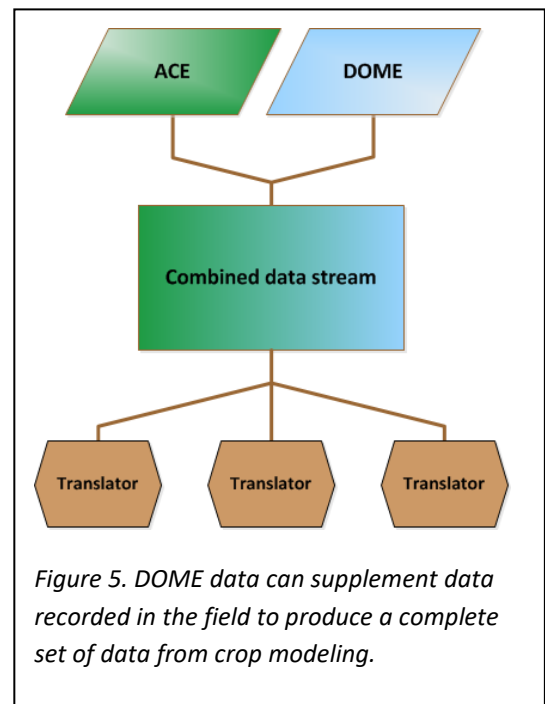 ACE DOME
Combined data stream
Translator Translator Translator
Figure 5. DOME data can supplement data
recorded in the field to produce a complete
set of data from crop modeling.